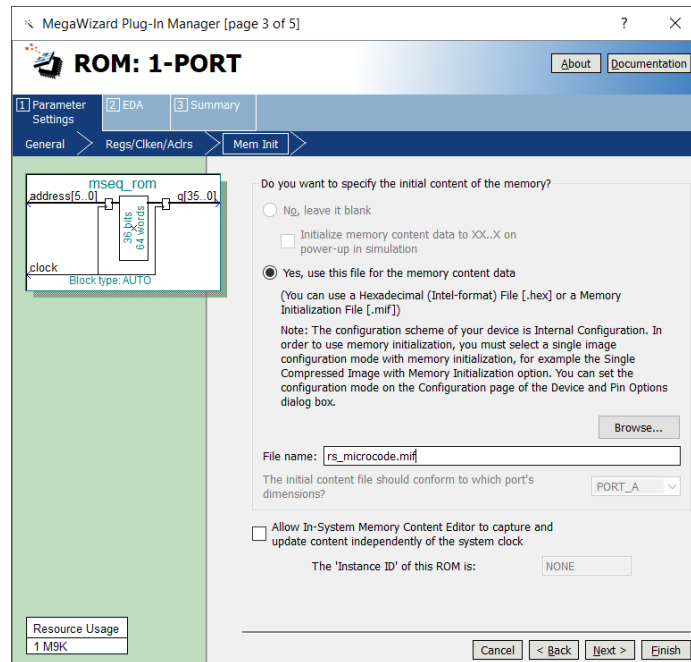 MegaWizard Plug-In Manager [page 3 of 5]
?
ROM: 1-PORT
About
Documentation
1 Parameter Settings
2 EDA
3 Summary
General
Regs/Clken/Aclrs
Mem Init
mseq_rom
address[5..0]
q[35..0]
36 bits
64 words
clock
Block type: AUTO
Do you want to specify the initial content of the memory?
No, leave it blank
Initialize memory content data to XX..X on
power-up in simulation
Yes, use this file for the memory content data
(You can use a Hexadecimal (Intel-format) File [.hex] or a Memory
Initialization File [.mif])
Note: The configuration scheme of your device is Internal Configuration. In
order to use memory initialization, you must select a single image
configuration mode with memory initialization, for example the Single
Compressed Image with Memory Initialization option. You can set the
configuration mode on the Configuration page of the Device and Pin Options
dialog box.
Browse...
File name: rs_microcode.mif
The initial content file should conform to which port's
dimensions?
PORT_A
Allow In-System Memory Content Editor to capture and
update content independently of the system clock
The 'Instance ID' of this ROM is:
NONE
Resource Usage
1 M9K
Cancel
< Back
Next >
Finish